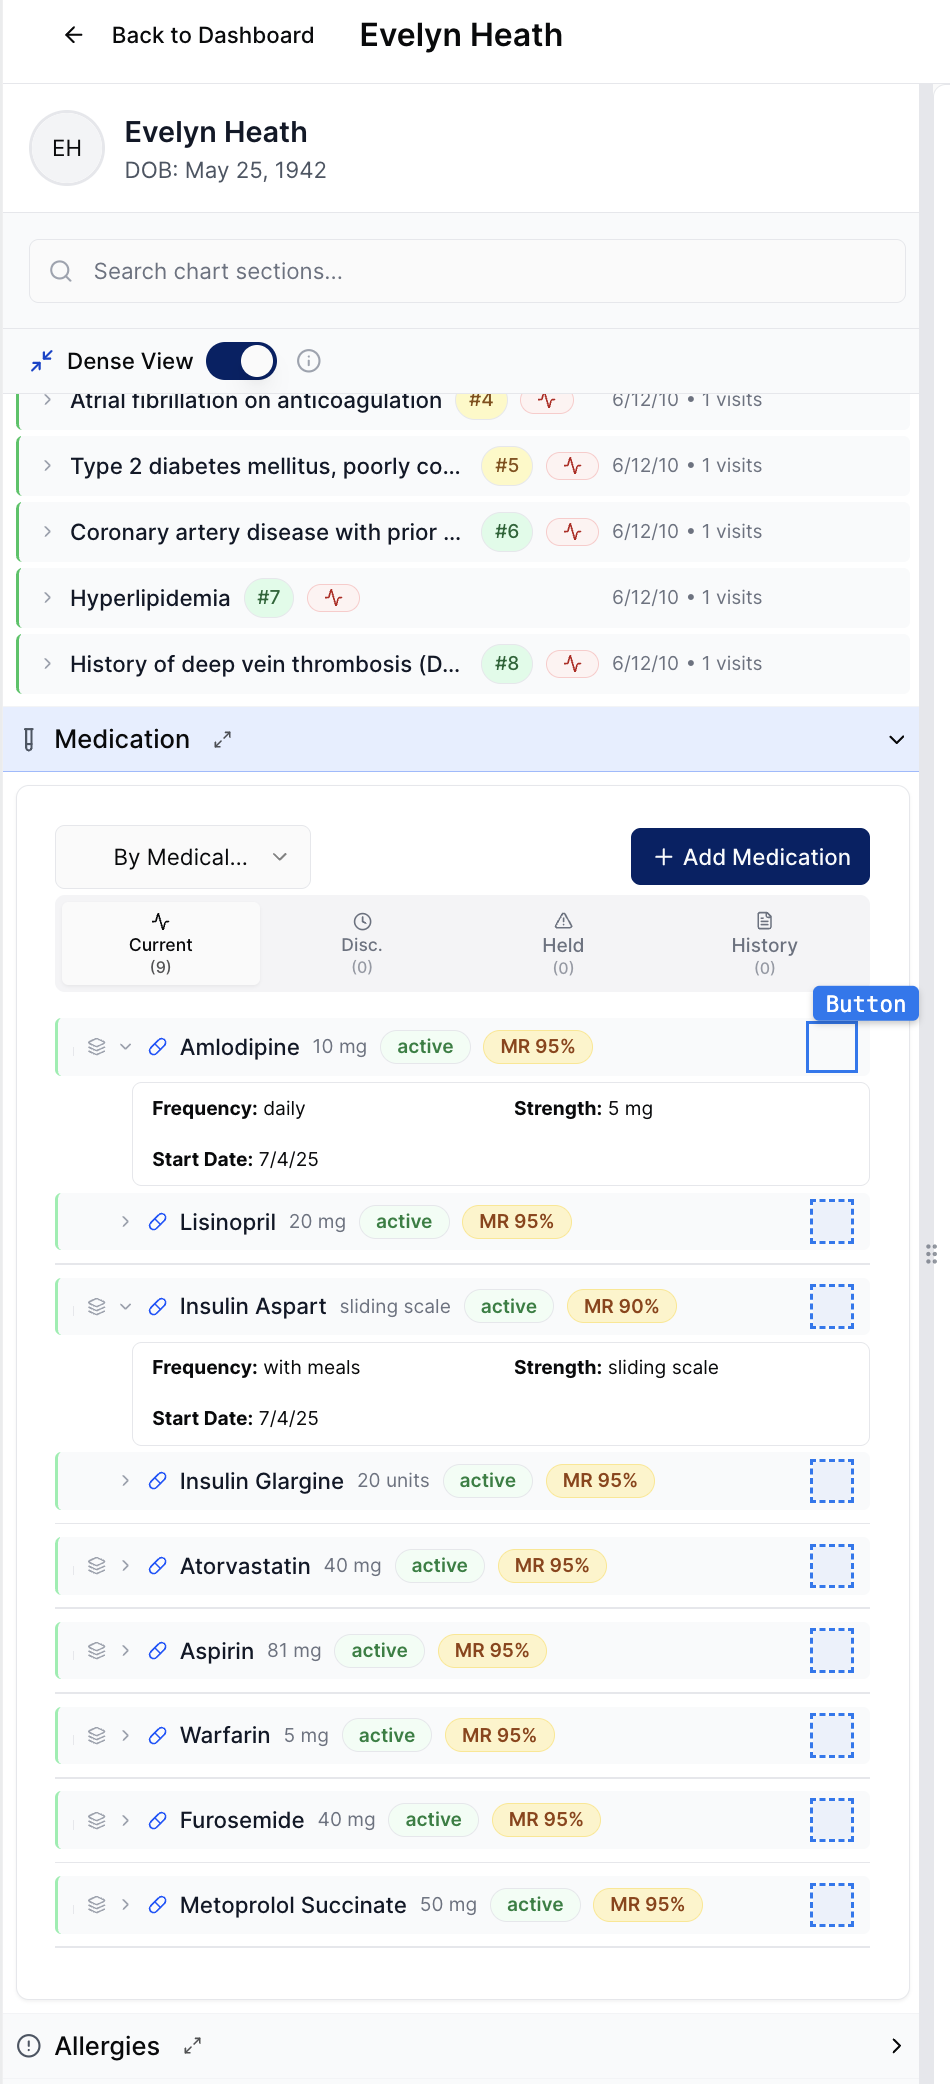 Back to Dashboard Evelyn Heath
EH
Evelyn Heath
DOB: May 25, 1942
Search chart sections...
Dense View
Atrial fibrillation on anticoagulation #4 6/12/10 • 1 visits
Type 2 diabetes mellitus, poorly co... #5 6/12/10 • 1 visits
Coronary artery disease with prior ... #6 6/12/10 • 1 visits
Hyperlipidemia #7 6/12/10 • 1 visits
History of deep vein thrombosis (D... #8 6/12/10 • 1 visits
Medication
By Medical... + Add Medication
Current Disc. Held History
(9) (0) (0) (0)
Button
Amlodipine 10 mg active MR 95%
Frequency: daily Strength: 5 mg
Start Date: 7/4/25
Lisinopril 20 mg active MR 95%
Insulin Aspart sliding scale active MR 90%
Frequency: with meals Strength: sliding scale
Start Date: 7/4/25
Insulin Glargine 20 units active MR 95%
Atorvastatin 40 mg active MR 95%
Aspirin 81 mg active MR 95%
Warfarin 5 mg active MR 95%
Furosemide 40 mg active MR 95%
Metoprolol Succinate 50 mg active MR 95%
Allergies